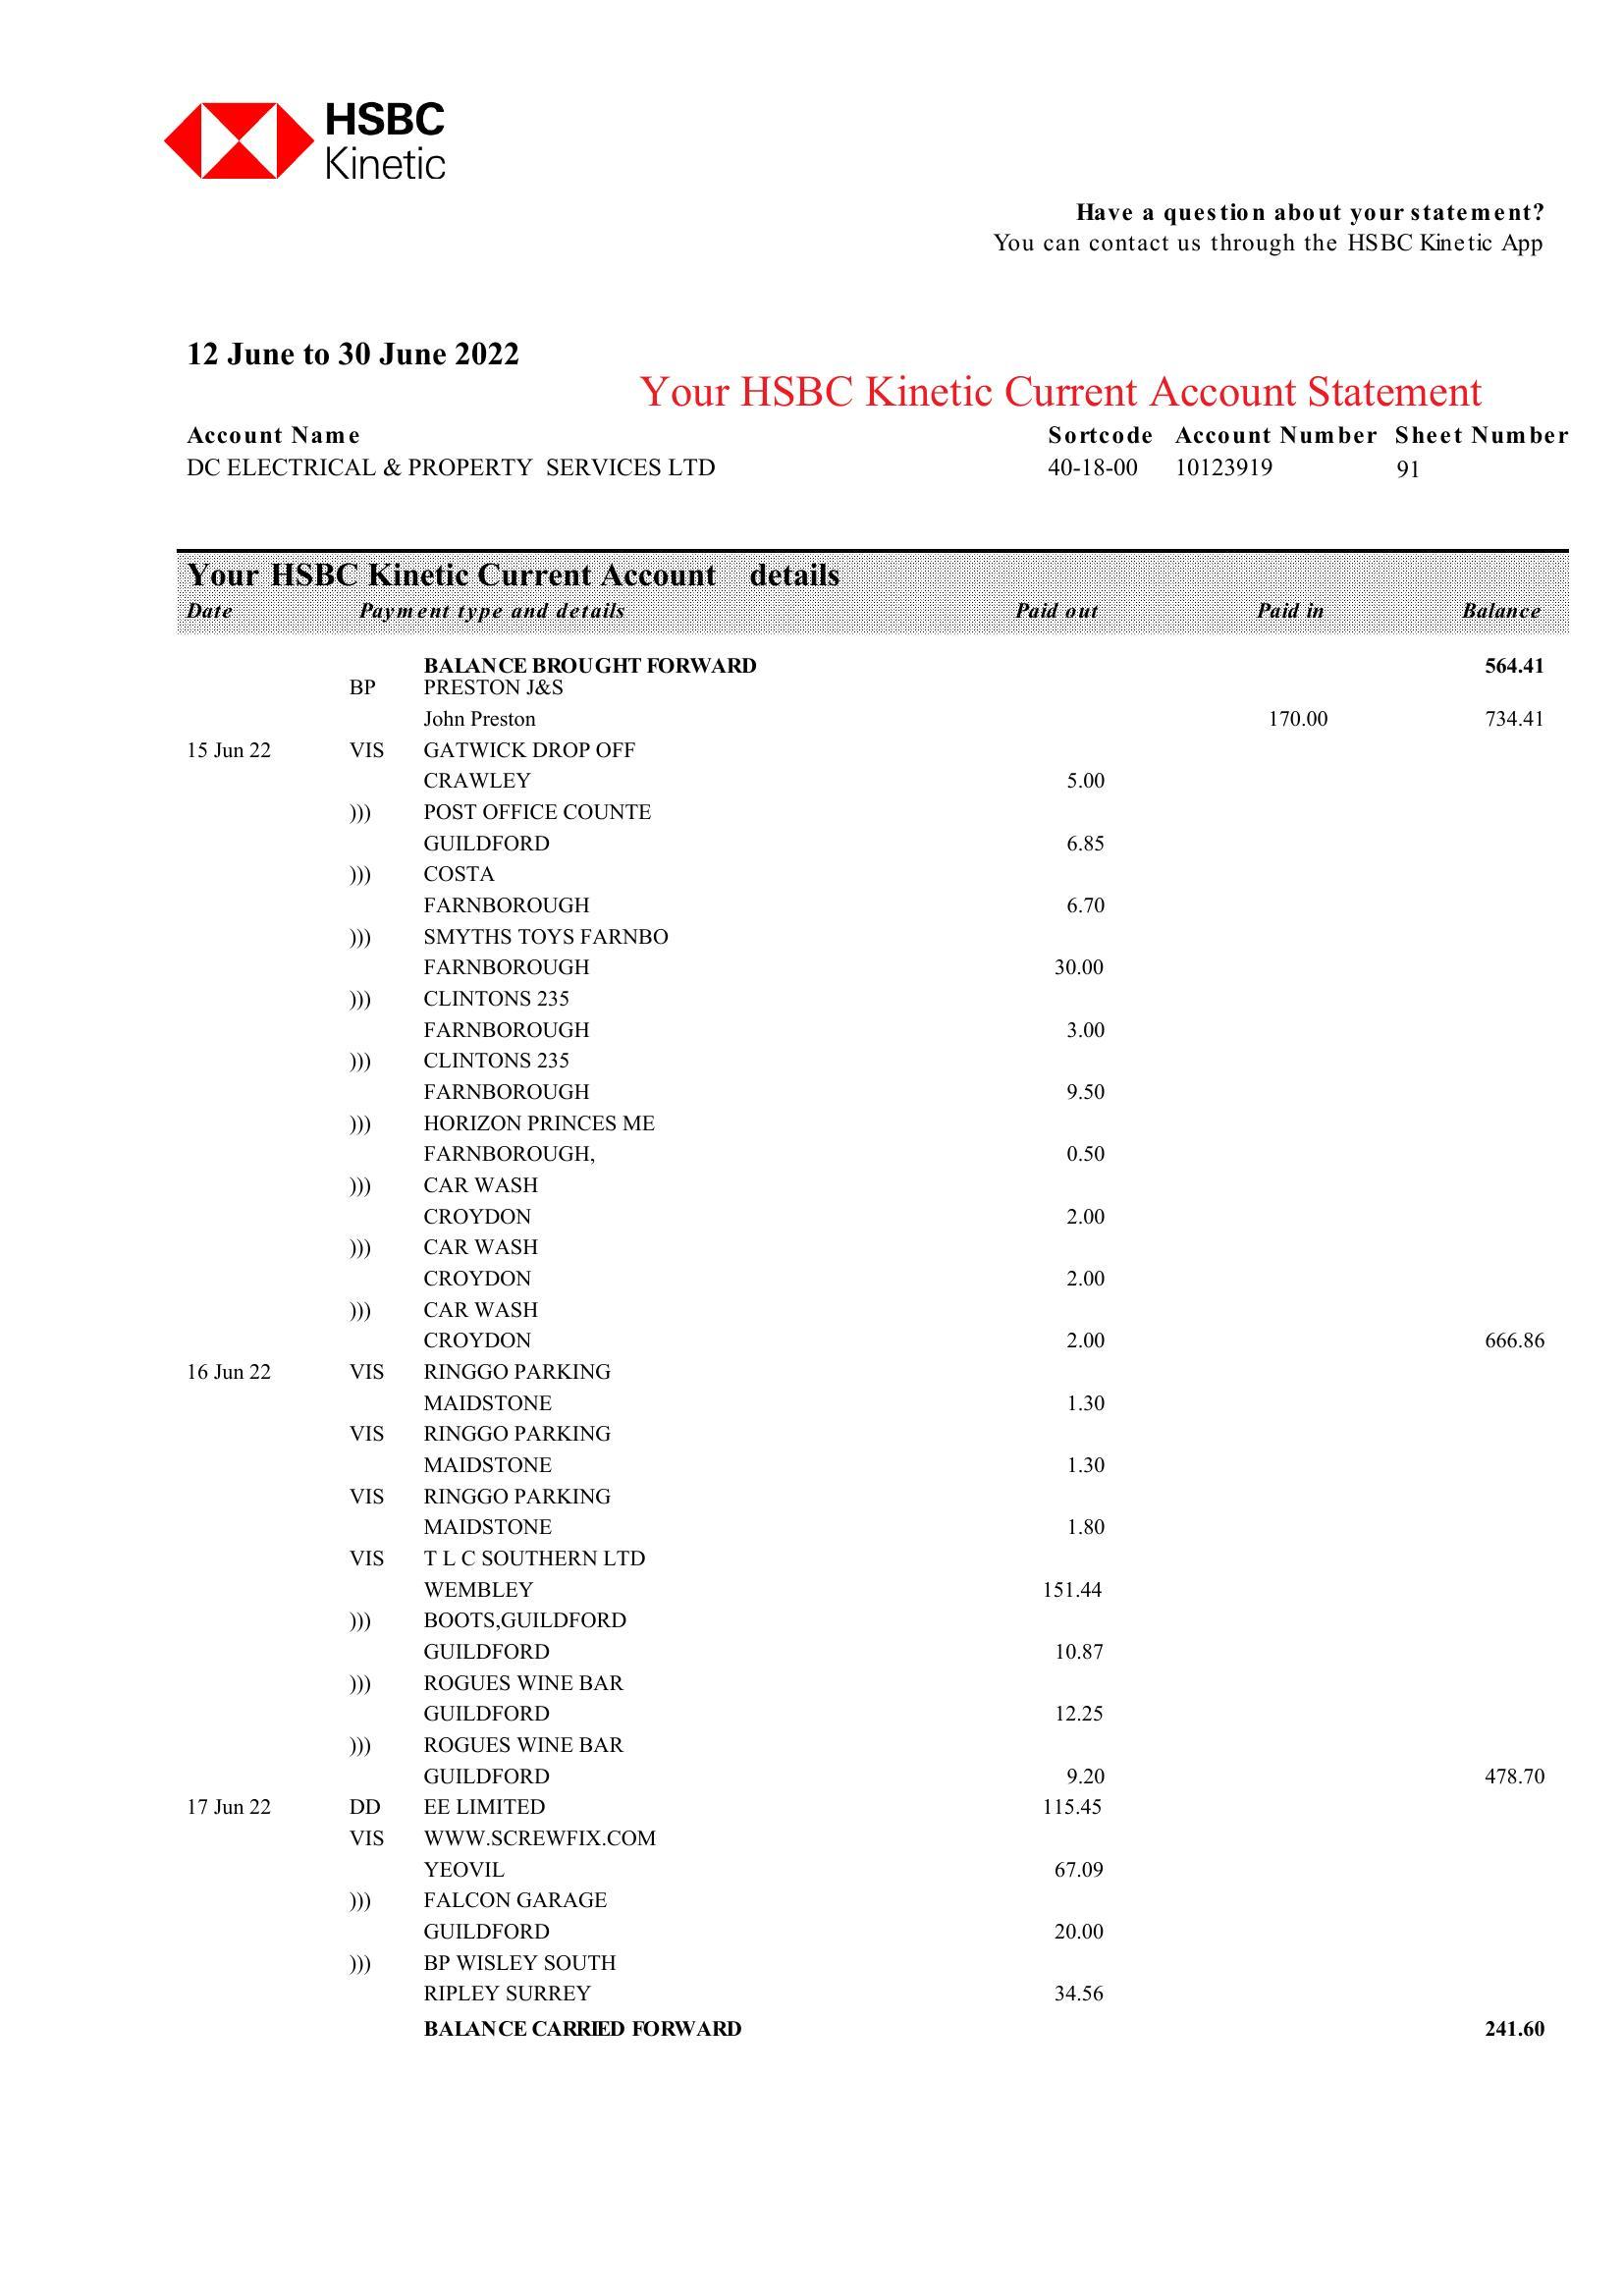 HSBC
Kinetic
Have a question about your statement?
You can contact us through the HSBC Kinetic App
12 June to 30 June 2022
Your HSBC Kinetic Current Account Statement
Account Name Sortcode Account Number Sheet Number
DC ELECTRICAL & PROPERTY SERVICES LTD 40-18-00 10123919 91
Your HSBC Kinetic Current Account details
Date Payment type and details Paid out Paid in Balance
BALANCE BROUGHT FORWARD 564.41
BP PRESTON J&S
John Preston 170.00 734.41
15 Jun 22 VIS GATWICK DROP OFF
CRAWLEY 5.00
))) POST OFFICE COUNTE
GUILDFORD 6.85
))) COSTA
FARNBOROUGH 6.70
))) SMYTHS TOYS FARNBO
FARNBOROUGH 30.00
))) CLINTONS 235
FARNBOROUGH 3.00
))) CLINTONS 235
FARNBOROUGH 9.50
))) HORIZON PRINCES ME
FARNBOROUGH, 0.50
))) CAR WASH
CROYDON 2.00
))) CAR WASH
CROYDON 2.00
))) CAR WASH
CROYDON 2.00 666.86
16 Jun 22 VIS RINGGO PARKING
MAIDSTONE 1.30
VIS RINGGO PARKING
MAIDSTONE 1.30
VIS RINGGO PARKING
MAIDSTONE 1.80
VIS T L C SOUTHERN LTD
WEMBLEY 151.44
))) BOOTS,GUILDFORD
GUILDFORD 10.87
))) ROGUES WINE BAR
GUILDFORD 12.25
))) ROGUES WINE BAR
GUILDFORD 9.20 478.70
17 Jun 22 DD EE LIMITED 115.45
VIS WWW.SCREWFIX.COM
YEOVIL 67.09
))) FALCON GARAGE
GUILDFORD 20.00
))) BP WISLEY SOUTH
RIPLEY SURREY 34.56
BALANCE CARRIED FORWARD 241.60